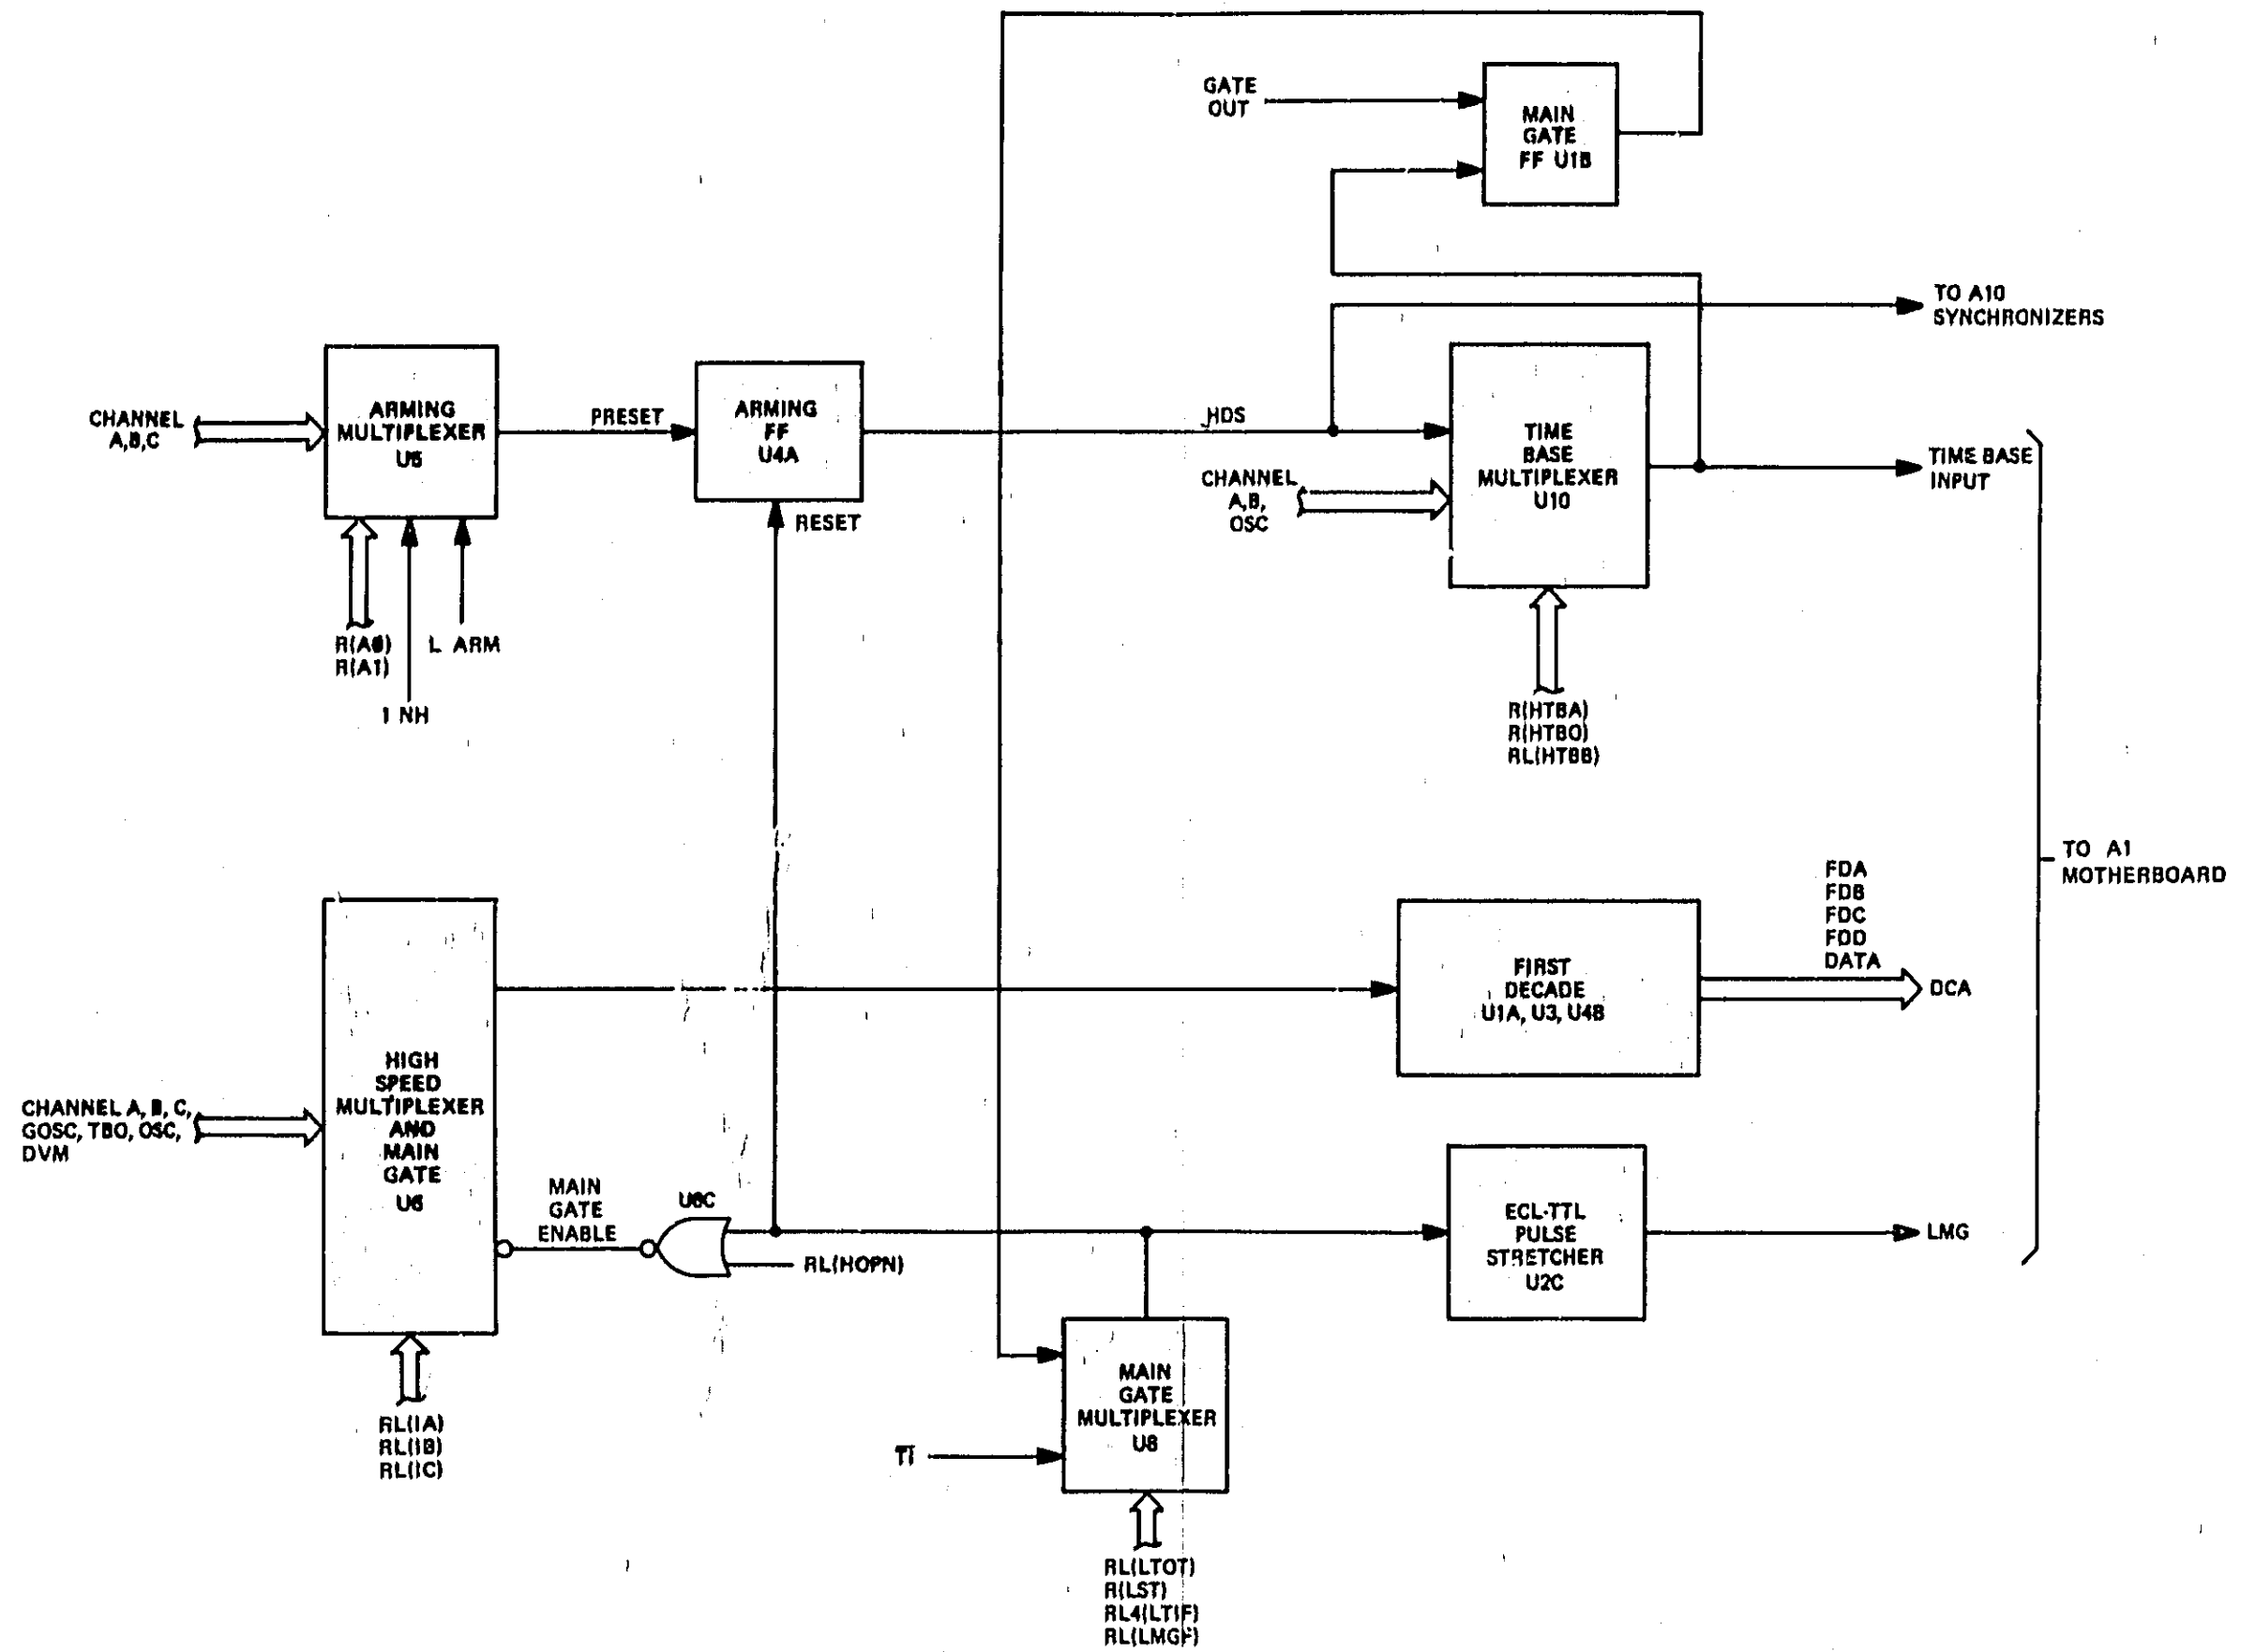 GATE
OUT
MAIN
GATE
FF U1B
TO A10
SYNCHRONIZERS
CHANNEL
A,B,C
ARMING
MULTIPLEXER
U5
PRESET
ARMING
FF
U4A
RESET
HDS
CHANNEL
A,B,
OSC
TIME
BASE
MULTIPLEXER
U10
TIME BASE
INPUT
R(A0)
R(A1)
L ARM
I NH
R(HTBA)
R(HTBO)
RL(HTBB)
TO A1
MOTHERBOARD
FDA
FDB
FDC
FDD
DATA
DCA
FIRST
DECADE
U1A, U3, U4B
HIGH
SPEED
MULTIPLEXER
AND
MAIN
GATE
U6
CHANNEL A, B, C,
GOSC, TBO, OSC,
DVM
MAIN
GATE
ENABLE
RL(HOPN)
ECL-TTL
PULSE
STRETCHER
U2C
LMG
MAIN
GATE
MULTIPLEXER
U8
TI
RL(IA)
RL(IB)
RL(IC)
RL(LTOT)
R(LST)
RL4(LTIF)
RL(LMGF)